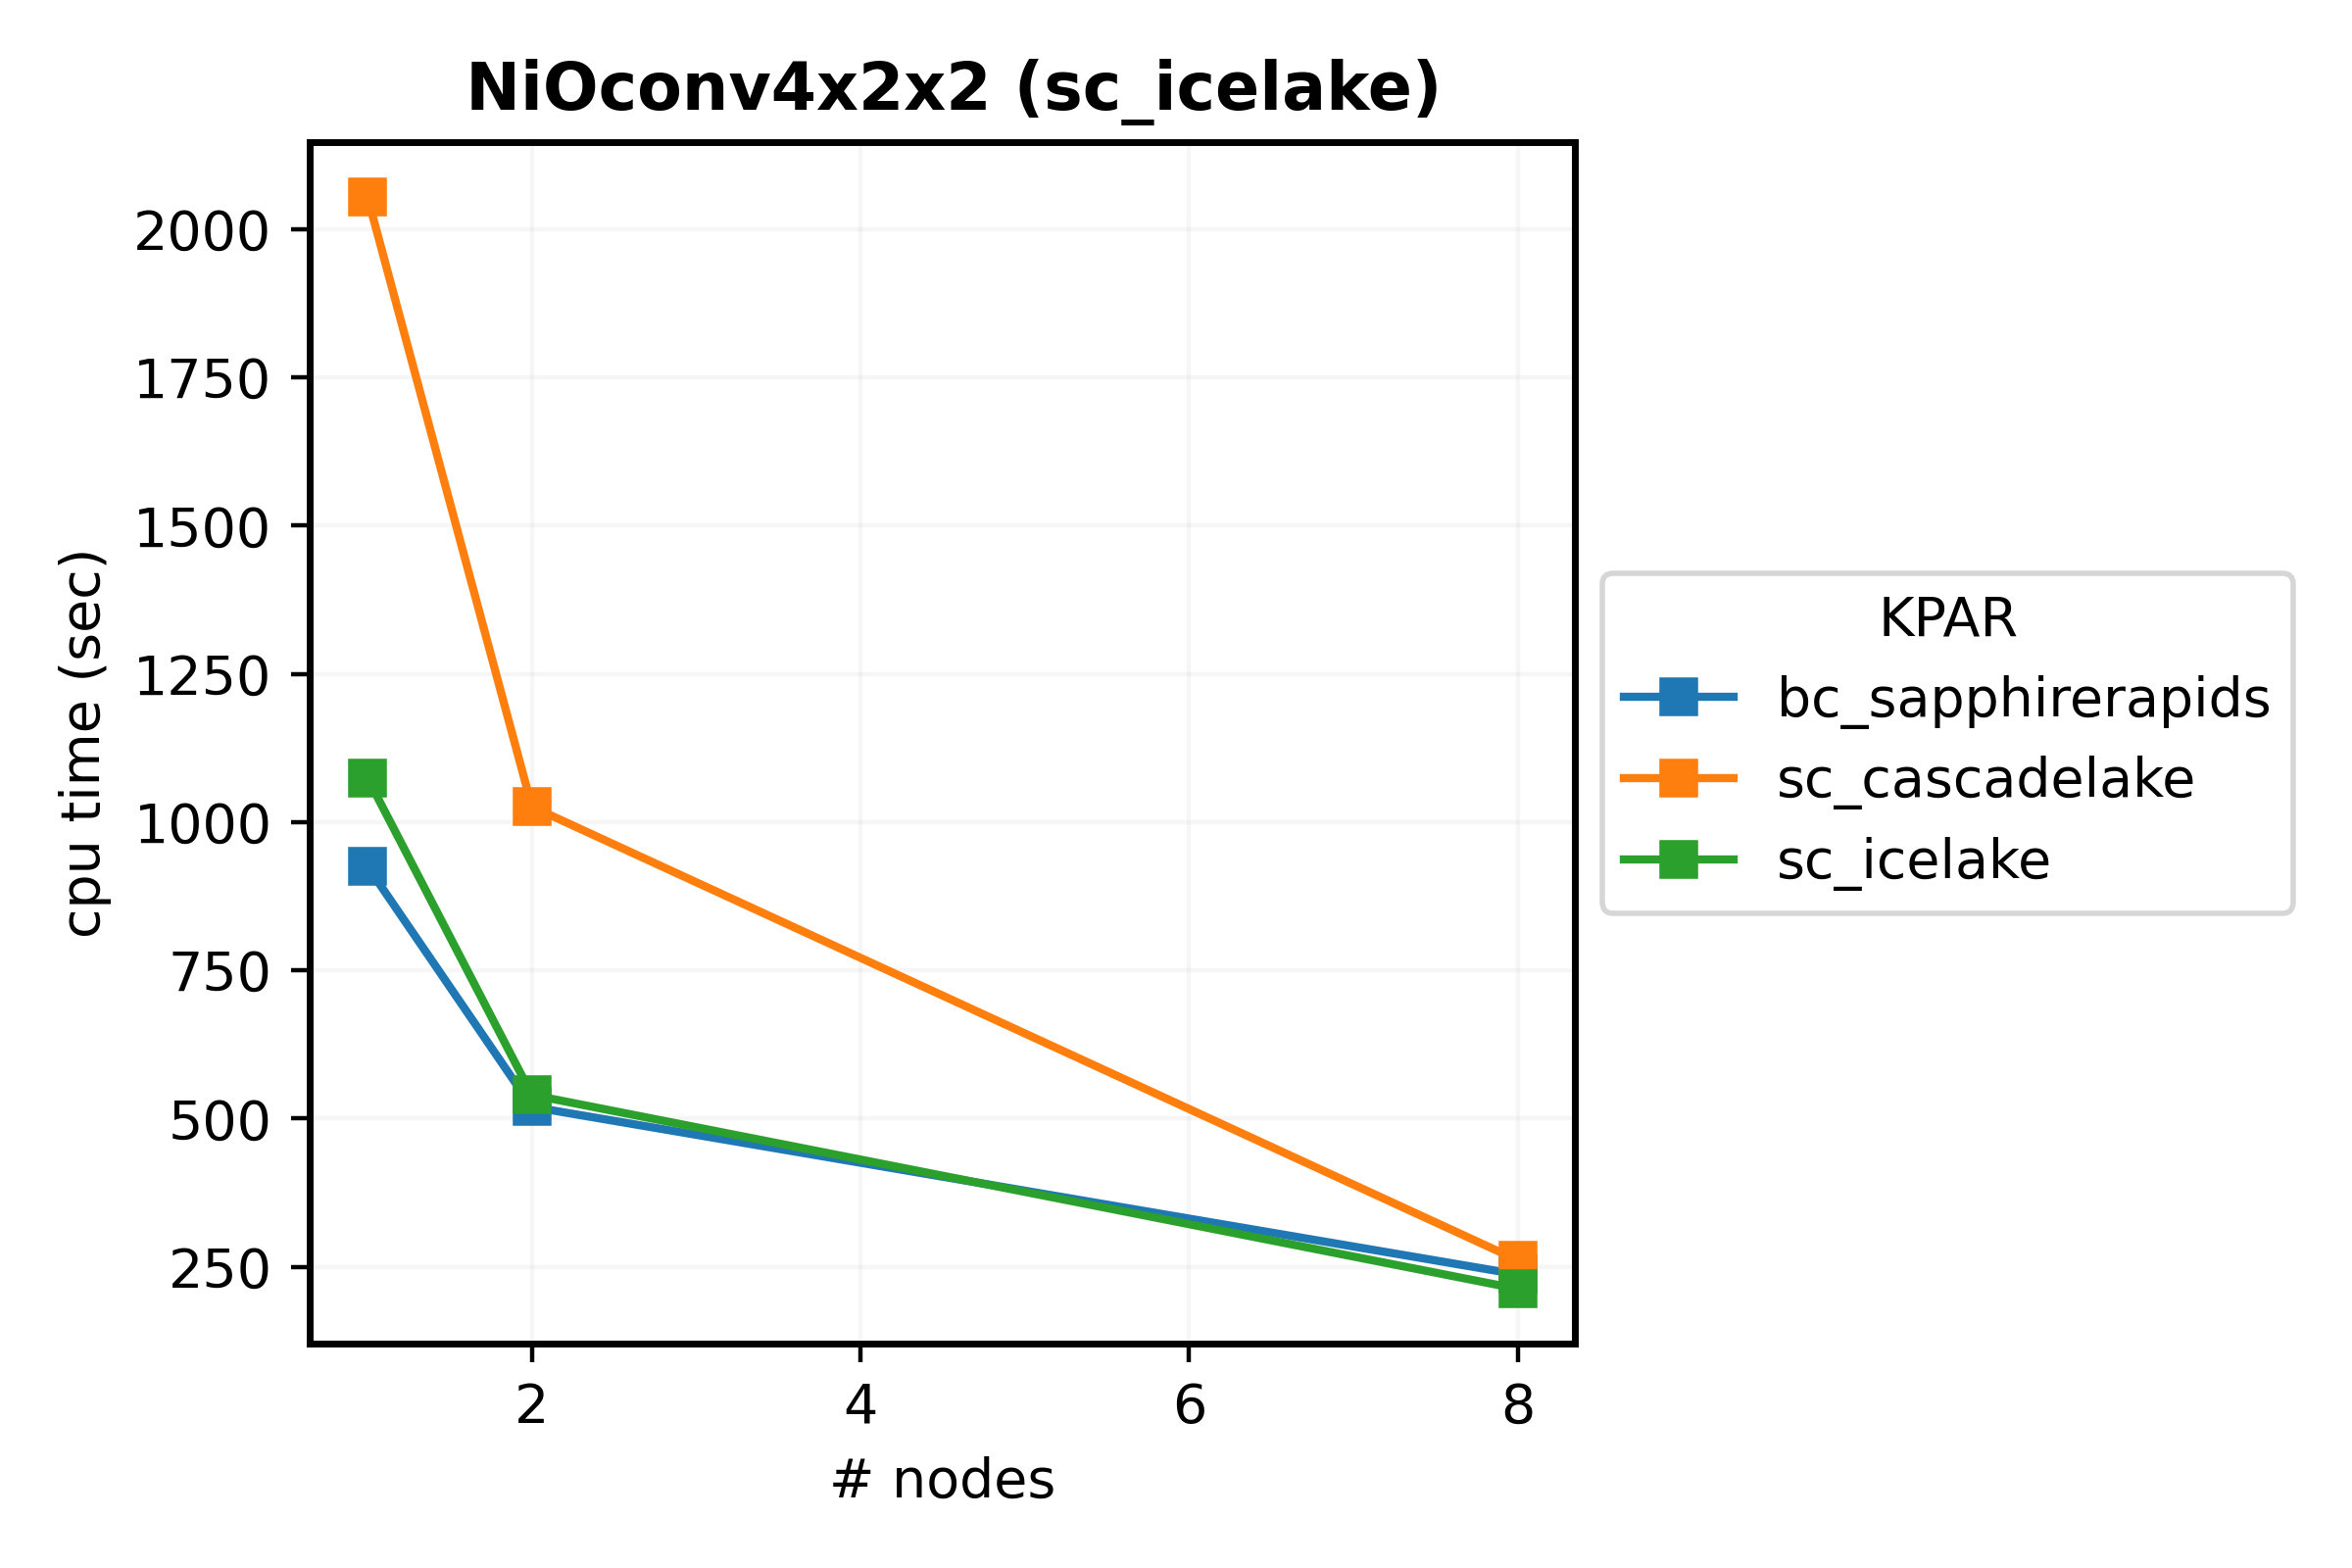 NiOconv4x2x2 (sc_icelake)
cpu time (sec)
2000
1750
1500
1250
1000
750
500
250
2 4 6 8
# nodes
KPAR
bc_sapphirerapids
sc_cascadelake
sc_icelake